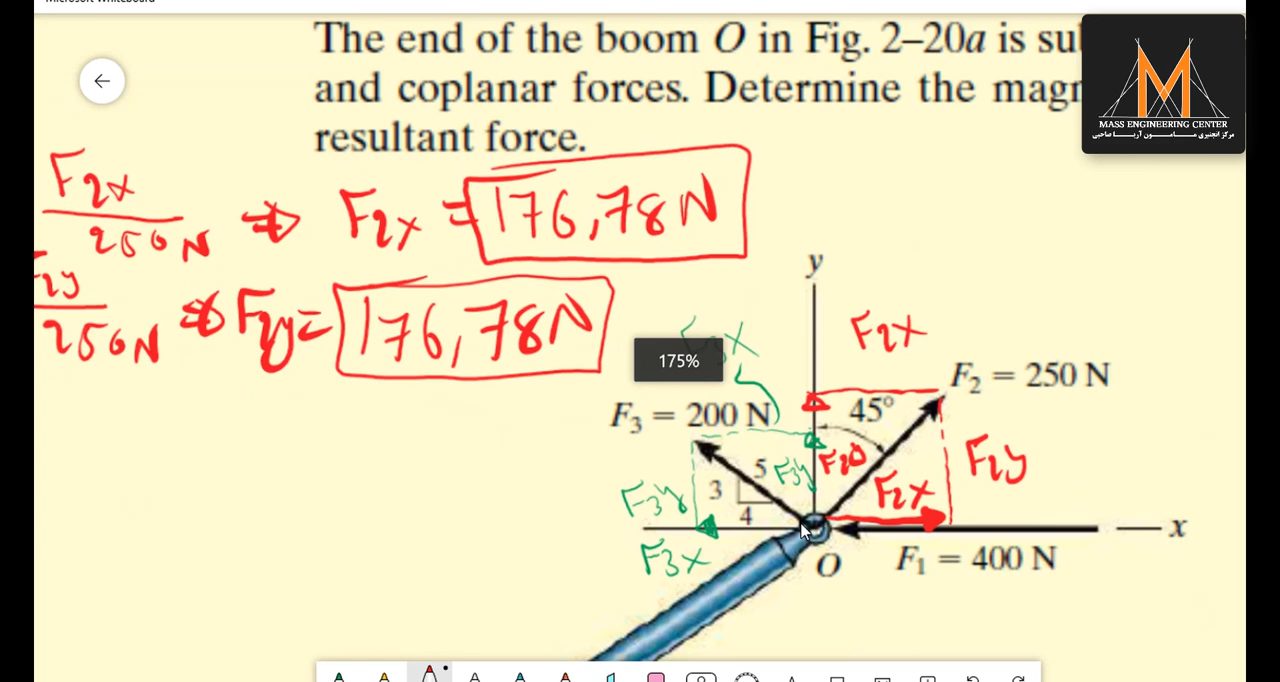 The end of the boom O in Fig. 2–20a is su
and coplanar forces. Determine the mag
resultant force.
MASS ENGINEERING CENTER
F2x
250N
⇒ F2x = 176,78N
250N
F2y = 176,78N
y
F2x
175%
F2 = 250 N
F3 = 200 N
45°
F2y
5
F3y
F2x
3
F3y
4
x
F3x
O
F1 = 400 N